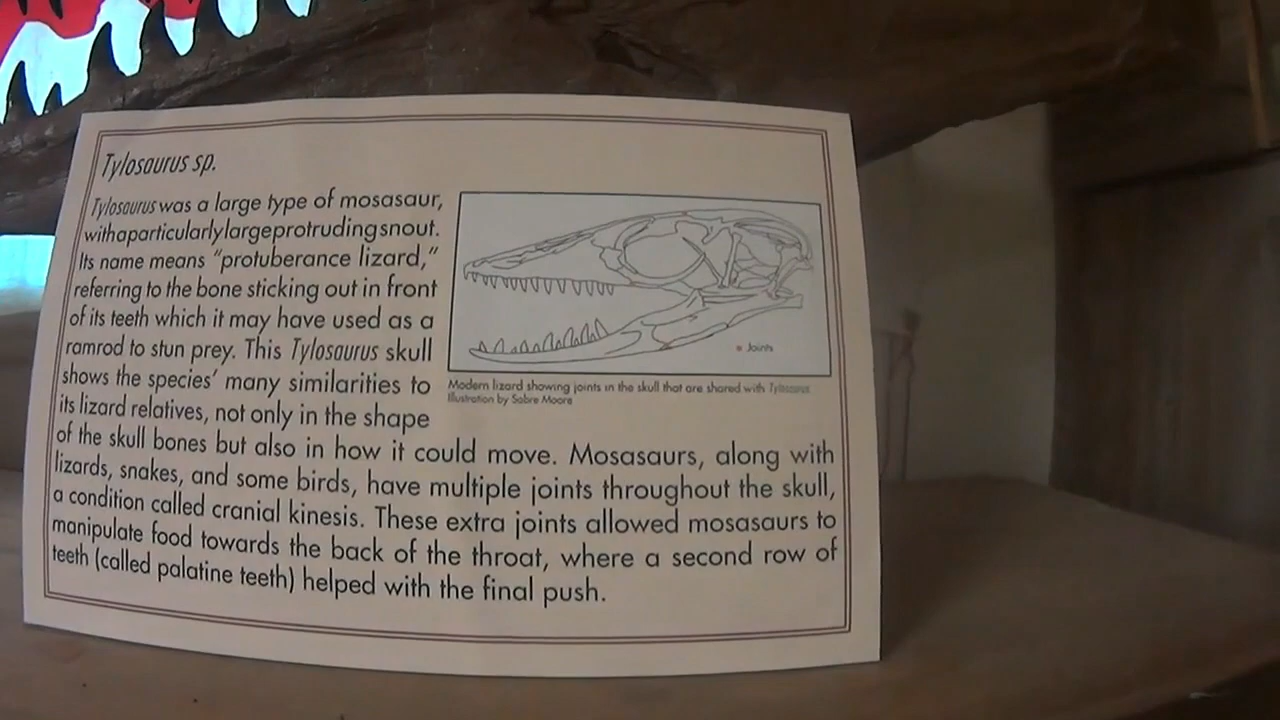 Tylosaurus sp.
Tylosaurus was a large type of mosasaur,
with a particularly large protruding snout.
Its name means “protuberance lizard,”
referring to the bone sticking out in front
of its teeth which it may have used as a
ramrod to stun prey. This Tylosaurus skull
shows the species’ many similarities to
its lizard relatives, not only in the shape
of the skull bones but also in how it could move. Mosasaurs, along with
lizards, snakes, and some birds, have multiple joints throughout the skull,
a condition called cranial kinesis. These extra joints allowed mosasaurs to
manipulate food towards the back of the throat, where a second row of
teeth (called palatine teeth) helped with the final push.
Joints
Modern lizard showing joints in the skull that are shared with Tylosaurus
Illustration by Sabre Moore